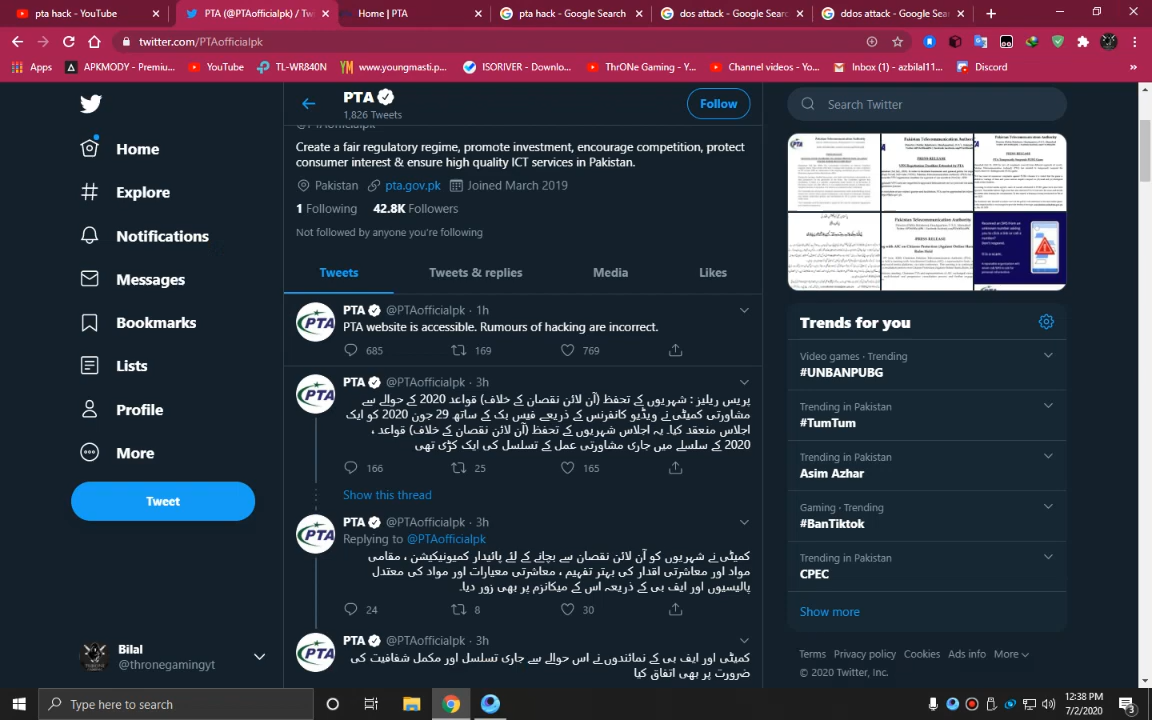 pta hack - YouTube
PTA (@PTAofficialpk) / Tw
Home | PTA
pta hack - Google Search
dos attack - Google Searc
ddos attack - Google Sea
twitter.com/PTAofficialpk
Apps
APKMODY - Premiu...
YouTube
TL-WR840N
www.youngmasti.p...
ISORIVER - Downlo...
ThrONe Gaming - Y...
Channel videos - Yo...
Inbox (1) - azbilal11...
Discord
Home
Explore
Notifications
Messages
Bookmarks
Lists
Profile
More
Tweet
Bilal
@thronegamingyt
PTA
1,826 Tweets
Follow
@PTAofficialpk
Create a fair regulatory regime, promote investment, encourage competition, protect
consumer interest & ensure high quality ICT services in Pakistan.
Pakistan pta.gov.pk Joined March 2019
1 Following 42.8K Followers
Not followed by anyone you're following
Tweets Tweets & replies Media Likes
PTA @PTAofficialpk · 1h
PTA website is accessible. Rumours of hacking are incorrect.
685 169 769
PTA @PTAofficialpk · 3h
پریس ریلیز : شہریوں کے تحفظ (آن لائن نقصان کے خلاف) قواعد 2020 کے حوالے سے
مشاورتی کمیٹی نے ویڈیو کانفرنس کے ذریعے فیس بک کے ساتھ 29 جون 2020 کو ایک
اجلاس منعقد کیا۔ یہ اجلاس شہریوں کے تحفظ (آن لائن نقصان کے خلاف) قواعد ،
2020 کے سلسلے میں جاری مشاورتی عمل کے تسلسل کی ایک کڑی تھی
166 25 165
Show this thread
PTA @PTAofficialpk · 3h
Replying to @PTAofficialpk
کمیٹی نے شہریوں کو آن لائن نقصان سے بچانے کے لئے پائیدار کمیونیکیشن ، مقامی
مواد اور معاشرتی اقدار کی بہتر تفہیم ، معاشرتی معیارات اور مواد کی معتدل
پالیسیوں اور ایف بی کے ذریعہ اس کے میکانزم پر بھی زور دیا۔
24 8 30
PTA @PTAofficialpk · 3h
کمیٹی اور ایف بی کے نمائندوں نے اس حوالے سے جاری تسلسل اور مکمل شفافیت کی
ضرورت پر بھی اتفاق کیا
Search Twitter
Pakistan Telecommunication Authority
PRESS RELEASE
PRESS RELEASE
PRESS RELEASE
Trends for you
Video games · Trending
#UNBANPUBG
Trending in Pakistan
#TumTum
Trending in Pakistan
Asim Azhar
Gaming · Trending
#BanTiktok
Trending in Pakistan
CPEC
Show more
Terms Privacy policy Cookies Ads info More
© 2020 Twitter, Inc.
Type here to search
12:38 PM
7/2/2020
3